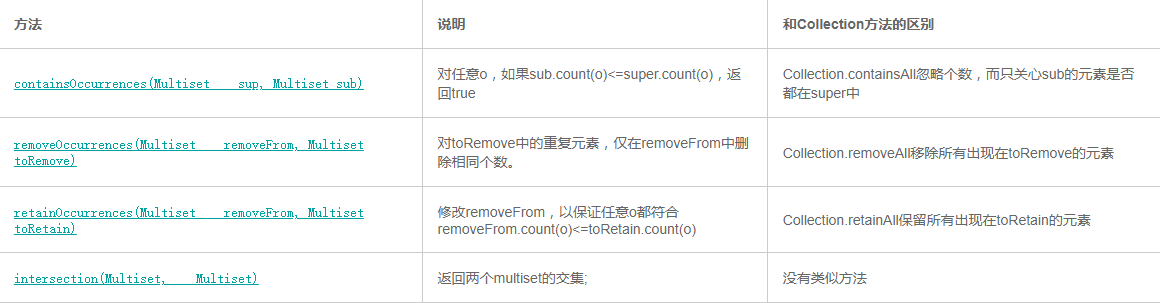 方法 说明 和Collection方法的区别
containsOccurrences(Multiset sup, Multiset sub) 对任意o，如果sub.count(o)<=super.count(o)，返 Collection.containsAll忽略个数，而只关心sub的元素是否
回true 都在super中
removeOccurrences(Multiset removeFrom, Multiset 对toRemove中的重复元素，仅在removeFrom中删 Collection.removeAll移除所有出现在toRemove的元素
toRemove) 除相同个数。
retainOccurrences(Multiset removeFrom, Multiset 修改removeFrom，以保证任意o都符合 Collection.retainAll保留所有出现在toRetain的元素
toRetain) removeFrom.count(o)<=toRetain.count(o)
intersection(Multiset, Multiset) 返回两个multiset的交集; 没有类似方法